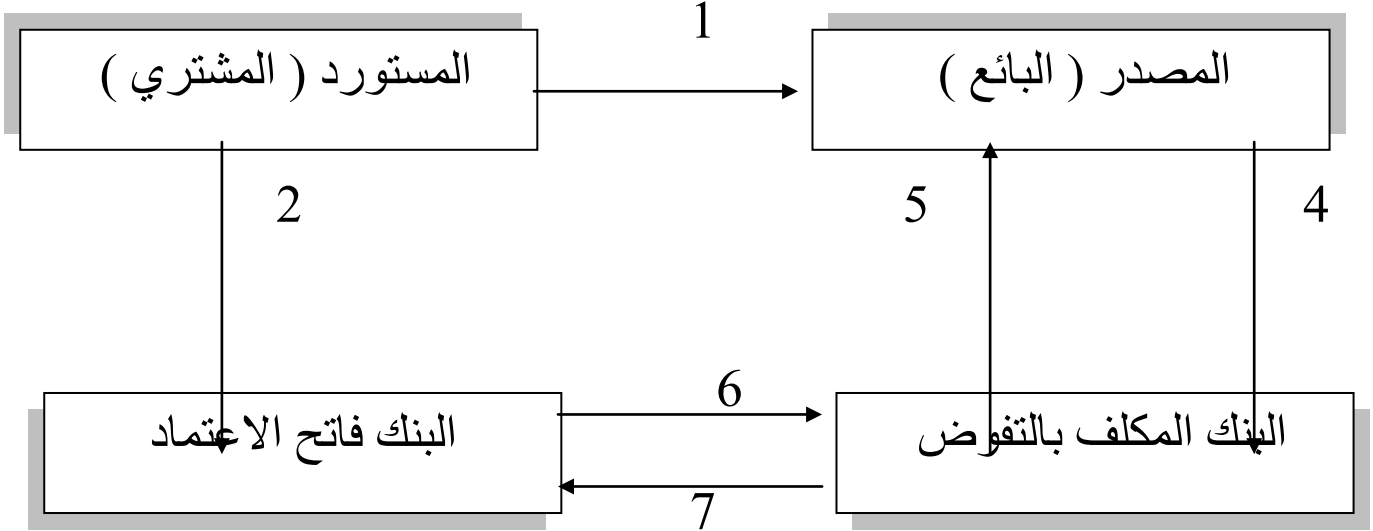 1
المستورد ( المشتري )
المصدر ( البائع )
2
5
4
6
البنك فاتح الاعتماد
البنك المكلف بالتفوض
7